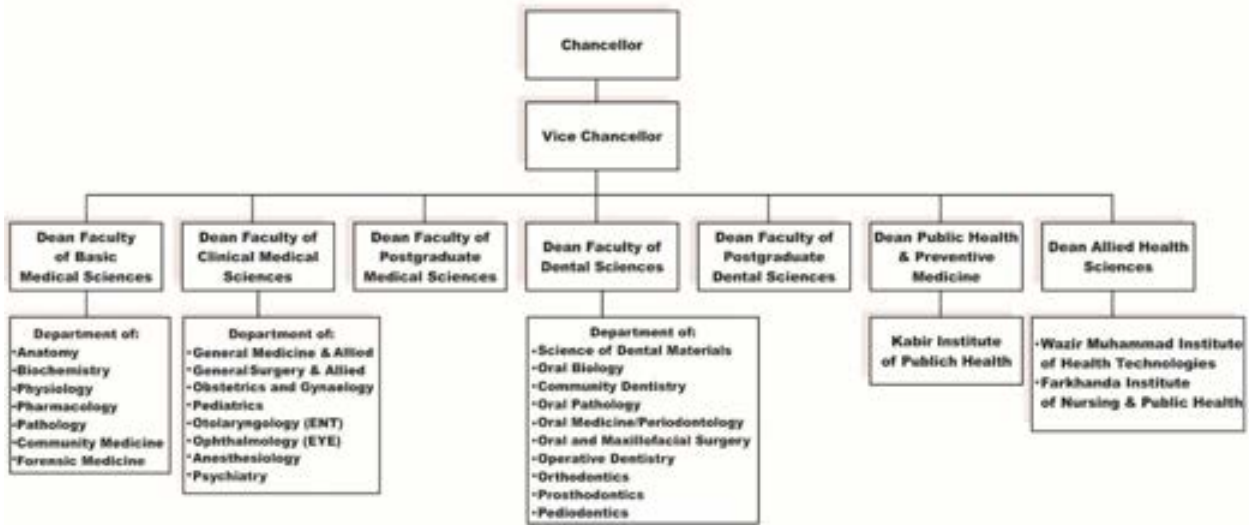 Chancellor
Vice Chancellor
Dean Faculty
of Basic
Medical Sciences
Dean Faculty of
Clinical Medical
Sciences
Dean Faculty of
Postgraduate
Medical Sciences
Dean Faculty of
Dental Sciences
Dean Faculty of
Postgraduate
Dental Sciences
Dean Public Health
& Preventive
Medicine
Dean Allied Health
Sciences
Department of:
•Anatomy
•Biochemistry
•Physiology
•Pharmacology
•Pathology
•Community Medicine
•Forensic Medicine
Department of:
•General Medicine & Allied
•General Surgery & Allied
•Obstetrics and Gynaelogy
•Pediatrics
•Otolaryngology (ENT)
•Ophthalmology (EYE)
•Anesthesiology
•Psychiatry
Department of:
•Science of Dental Materials
•Oral Biology
•Community Dentistry
•Oral Pathology
•Oral Medicine/Periodontology
•Oral and Maxillofacial Surgery
•Operative Dentistry
•Orthodontics
•Prosthodontics
•Pediodontics
Kabir Institute
of Publich Health
•Wazir Muhammad Institute
of Health Technologies
•Farkhanda Institute
of Nursing & Public Health